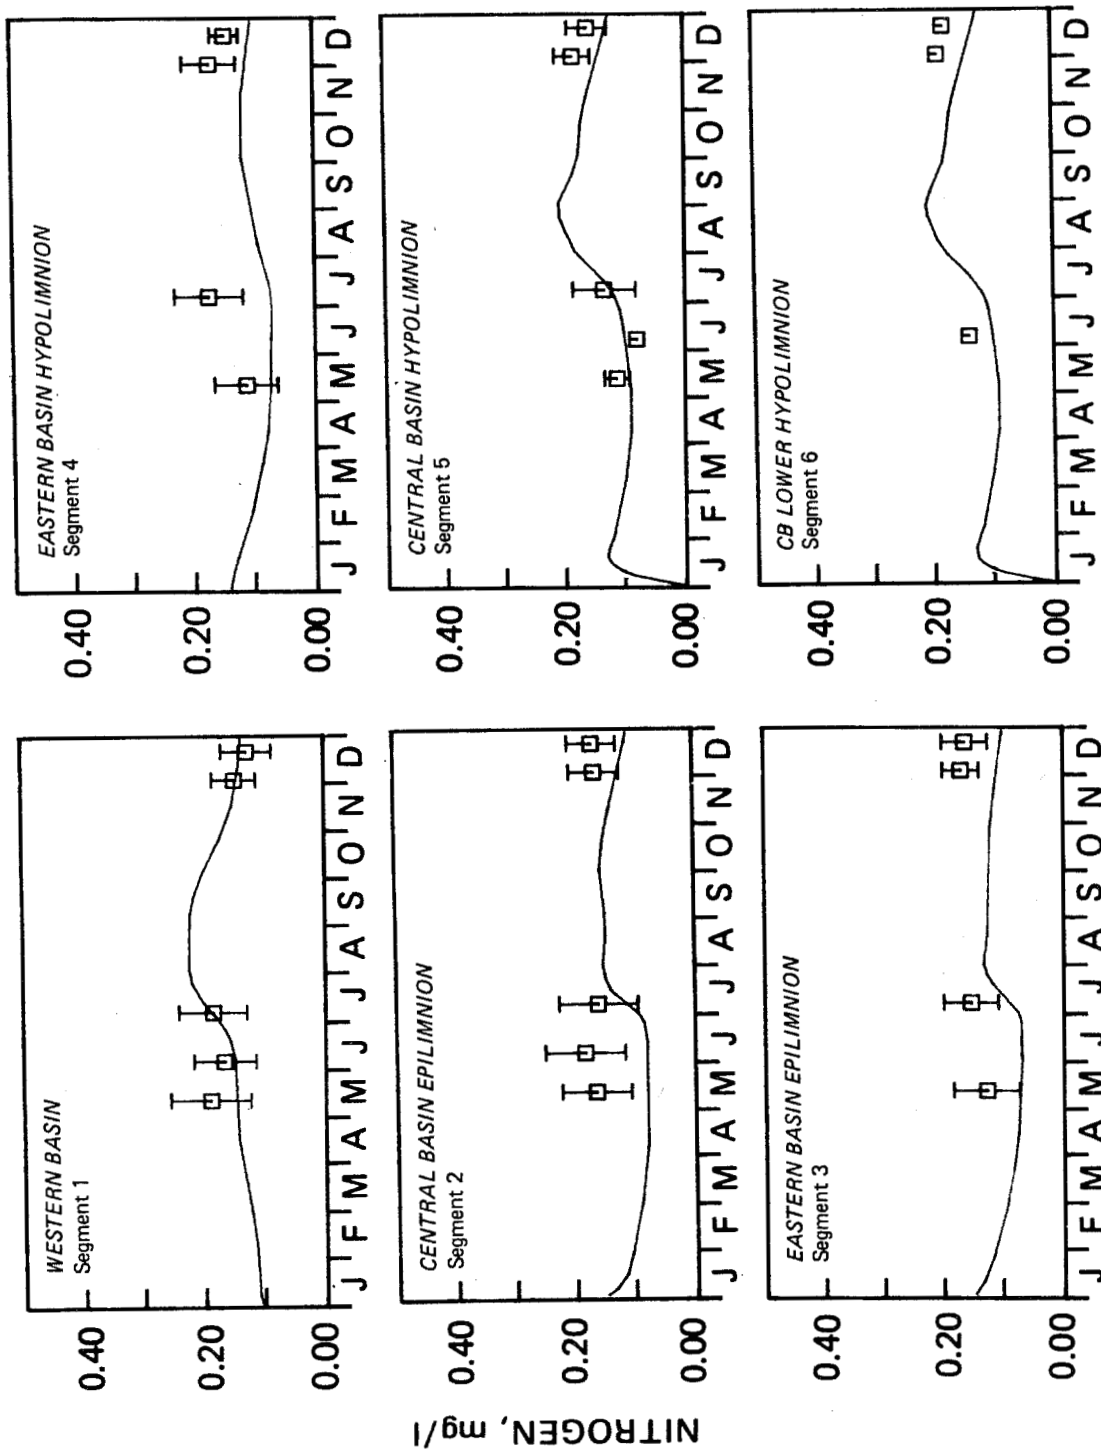 NITROGEN, mg/l
WESTERN BASIN
Segment 1
0.40
0.20
0.00
J F M A M J J A S O N D
CENTRAL BASIN EPILIMNION
Segment 2
0.40
0.20
0.00
J F M A M J J A S O N D
EASTERN BASIN EPILIMNION
Segment 3
0.40
0.20
0.00
J F M A M J J A S O N D
EASTERN BASIN HYPOLIMNION
Segment 4
0.40
0.20
0.00
J F M A M J J A S O N D
CENTRAL BASIN HYPOLIMNION
Segment 5
0.40
0.20
0.00
J F M A M J J A S O N D
CB LOWER HYPOLIMNION
Segment 6
0.40
0.20
0.00
J F M A M J J A S O N D